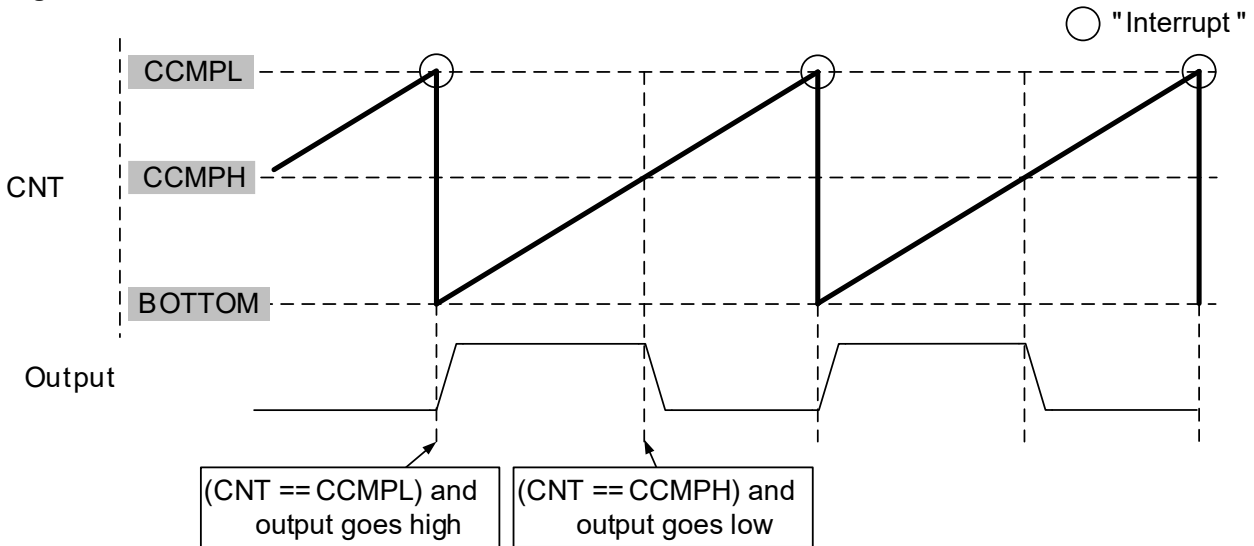 "Interrupt"
CCMPL
CNT
CCMPH
BOTTOM
Output
(CNT == CCMPL) and
output goes high
(CNT == CCMPH) and
output goes low